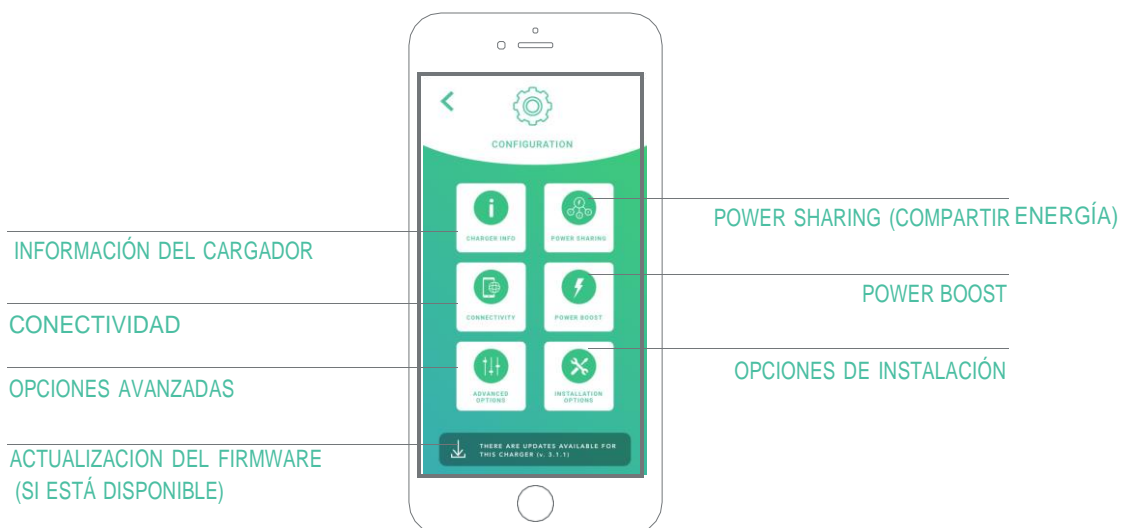 CONFIGURATION
CHARGER INFO
POWER SHARING
CONNECTIVITY
POWER BOOST
ADVANCED
OPTIONS
INSTALLATION
OPTIONS
THERE ARE UPDATES AVAILABLE FOR
THIS CHARGER (v. 3.1.1)
INFORMACIÓN DEL CARGADOR
CONECTIVIDAD
OPCIONES AVANZADAS
ACTUALIZACION DEL FIRMWARE
(SI ESTÁ DISPONIBLE)
POWER SHARING (COMPARTIR ENERGÍA)
POWER BOOST
OPCIONES DE INSTALACIÓN